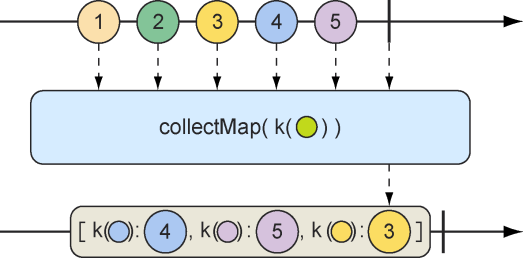 1 2 3 4 5
collectMap( k( ) )
[ k( ): 4 , k( ): 5 , k( ): 3 ]